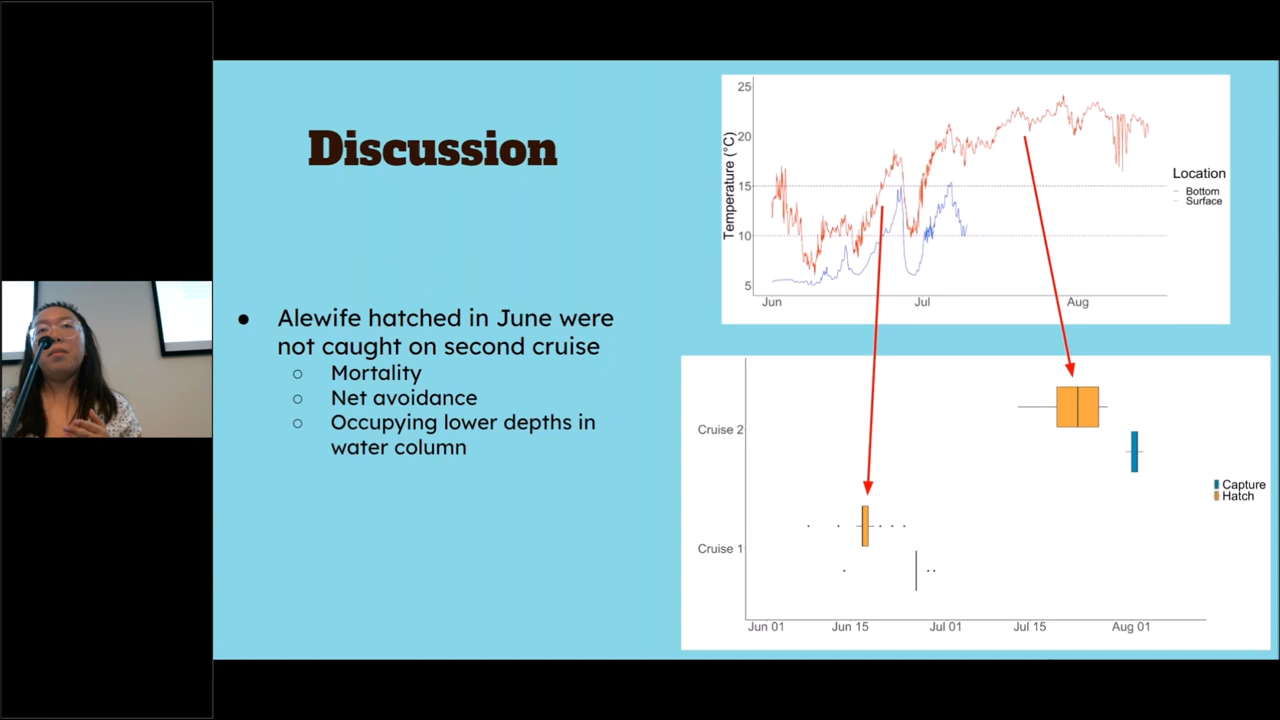 Discussion
● Alewife hatched in June were
not caught on second cruise
○ Mortality
○ Net avoidance
○ Occupying lower depths in
water column
25
20
15
10
5
Temperature (°C)
Jun Jul Aug
Location
Bottom
Surface
Cruise 2
Cruise 1
Capture
Hatch
Jun 01 Jun 15 Jul 01 Jul 15 Aug 01